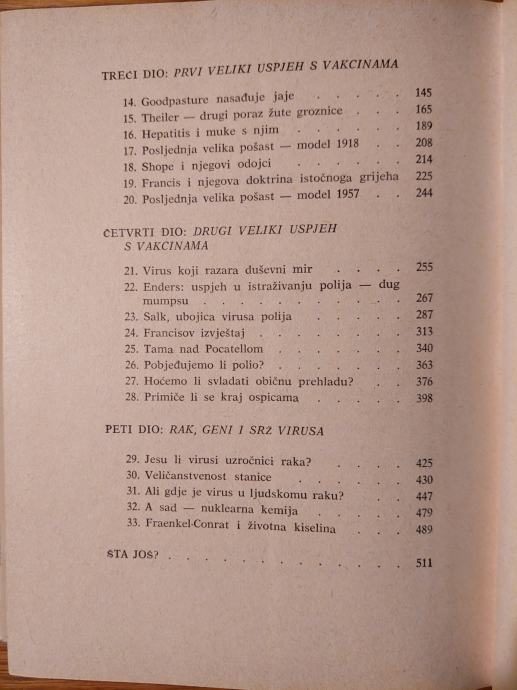 TREĆI DIO: PRVI VELIKI USPJEH S VAKCINAMA
14. Goodpasture nasađuje jaje . . . . . 145
15. Theiler — drugi poraz žute groznice . . . 165
16. Hepatitis i muke s njim . . . . . . 189
17. Posljednja velika pošast — model 1918 . . 208
18. Shope i njegovi odojci . . . . . . 214
19. Francis i njegova doktrina istočnoga grijeha 225
20. Posljednja velika pošast — model 1957 . . 244
ČETVRTI DIO: DRUGI VELIKI USPJEH
S VAKCINAMA
21. Virus koji razara duševni mir . . . . 255
22. Enders: uspjeh u istraživanju polija — dug
mumpsu . . . . . . . . . 267
23. Salk, ubojica virusa polija . . . . . 287
24. Francisov izvještaj . . . . . . . 313
25. Tama nad Pocatellom . . . . . . 340
26. Pobjeđujemo li polio? . . . . . . 363
27. Hoćemo li svladati običnu prehladu? . . 376
28. Primiče li se kraj ospicama . . . . . 398
PETI DIO: RAK, GENI I SRŽ VIRUSA
29. Jesu li virusi uzročnici raka? . . . . 425
30. Veličanstvenost stanice . . . . . . 430
31. Ali gdje je virus u ljudskomu raku? . . . 447
32. A sad — nuklearna kemija . . . . . 479
33. Fraenkel-Conrat i životna kiselina . . . 489
ŠTA JOŠ? . . . . . . . . . . . . . 511